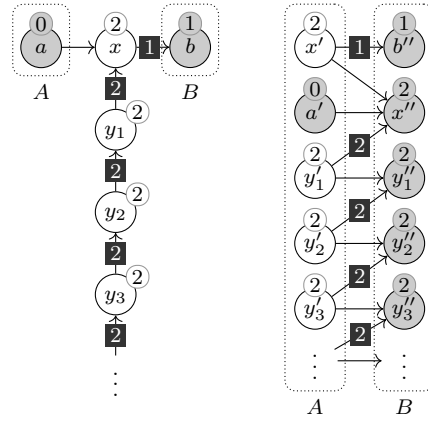 0 2 1
a x 1 b
A 2 B
2
y₁
2
2
y₂
2
2
y₃
2
⋮
2 1
x′ 1 b″
0 2
a′ x″
2 2 2
y′₁ y″₁
2 2 2
y′₂ y″₂
2 2 2
y′₃ y″₃
2
⋮ ⋮
A B